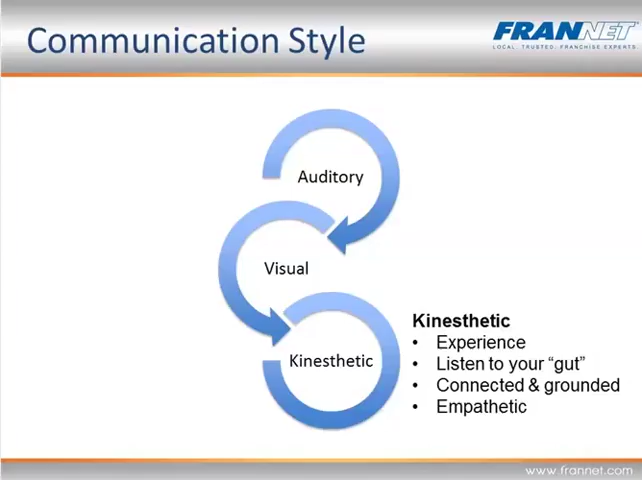 Communication Style
FRANNET
LOCAL. TRUSTED. FRANCHISE EXPERTS
Auditory
Visual
Kinesthetic
Kinesthetic
• Experience
• Listen to your “gut”
• Connected & grounded
• Empathetic
www.frannet.com